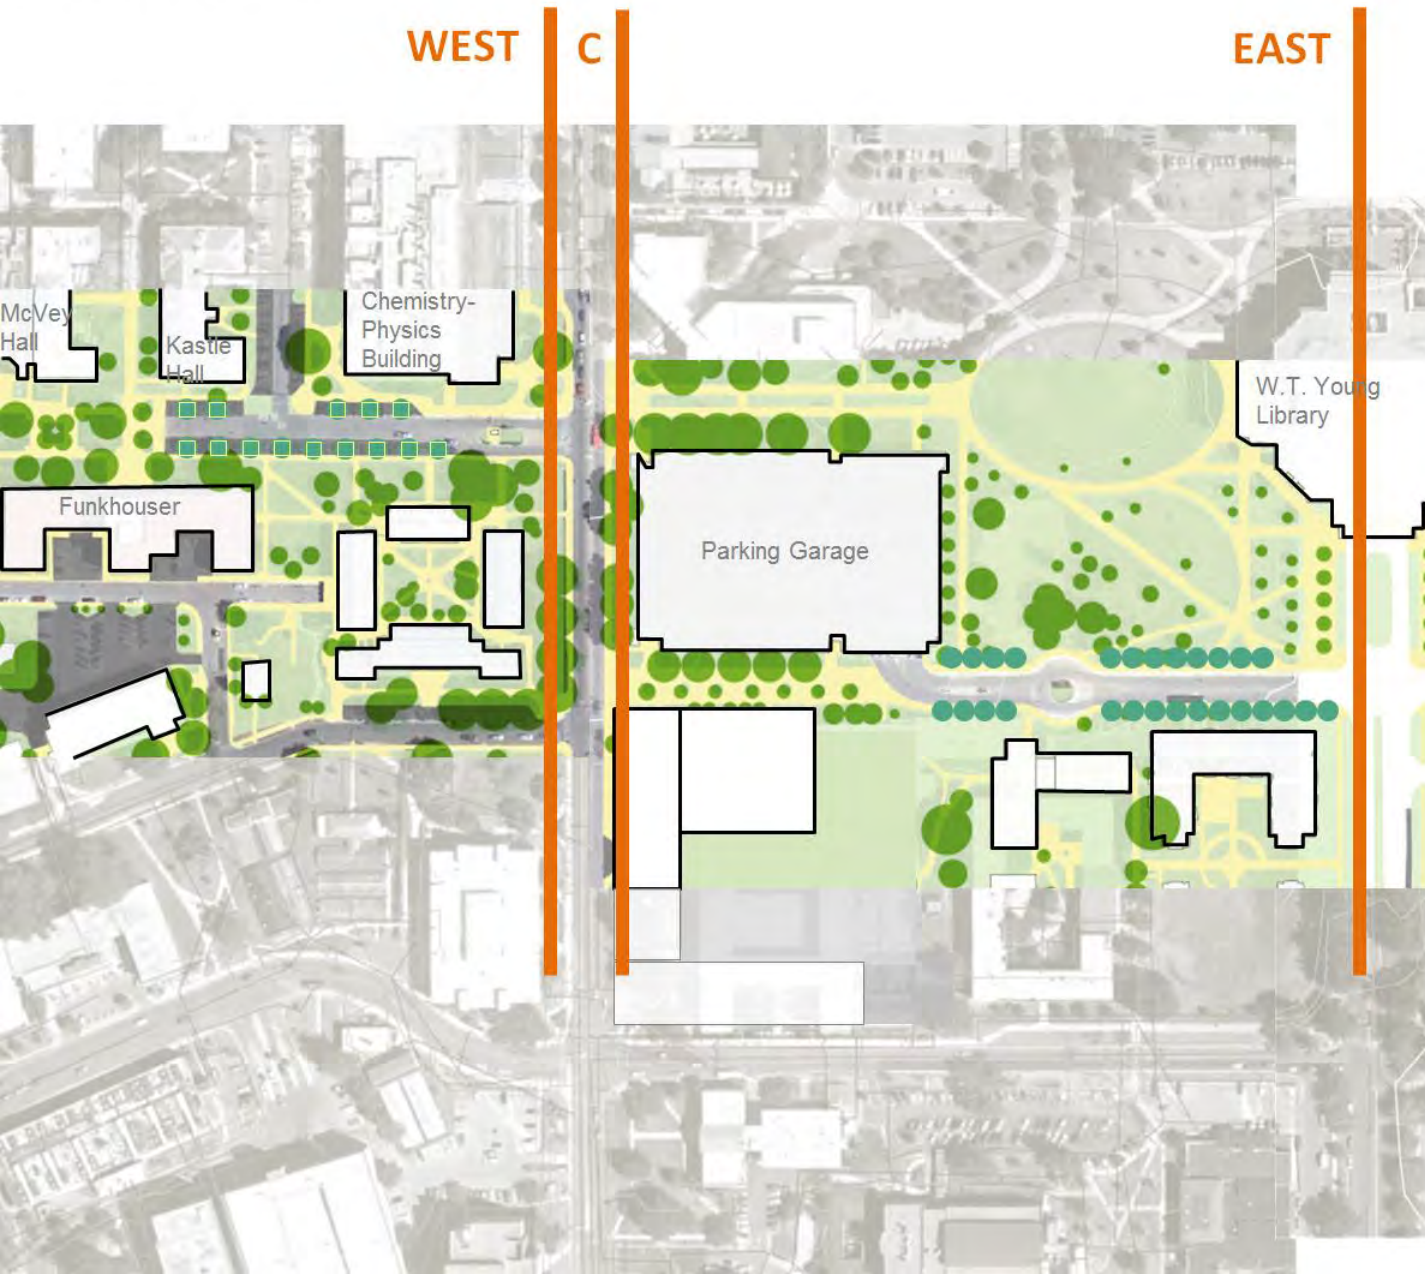 WEST
C
EAST
McVey
Hall
Kastle
Hall
Chemistry-
Physics
Building
W.T. Young
Library
Funkhouser
Parking Garage